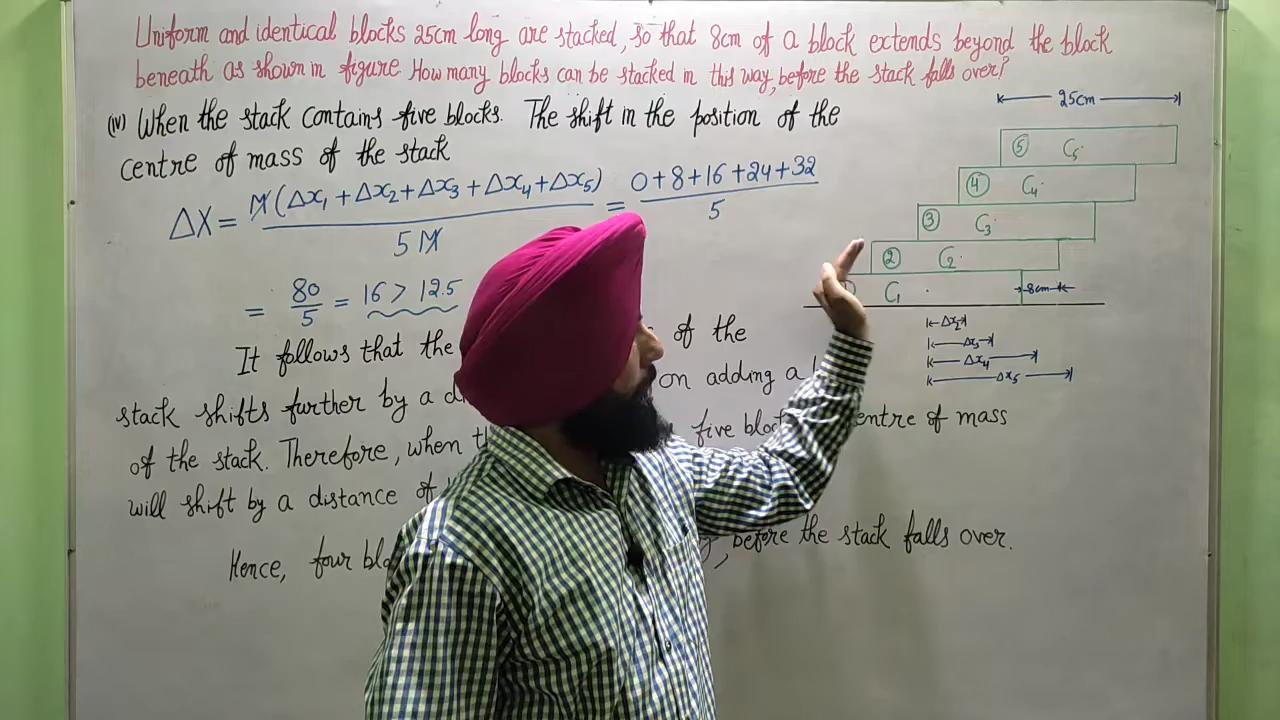 Uniform and identical blocks 25cm long are stacked, so that 8cm of a block extends beyond the block
beneath as shown in figure. How many blocks can be stacked in this way, before the stack falls over?
(iv) When the stack contains five blocks. The shift in the position of the
centre of mass of the stack
ΔX = M(Δx₁ + Δx₂ + Δx₃ + Δx₄ + Δx₅) / 5M = 0+8+16+24+32 / 5
= 80/5 = 16 > 12.5
It follows that the of the
stack shifts further by a on adding a
of the stack. Therefore, when five centre of mass
will shift by a distance of
Hence, four before the stack falls over.
25cm
⑤ C₅
④ C₄
③ C₃
② C₂
C₁ 8cm
Δx₂
Δx₃
Δx₄
Δx₅